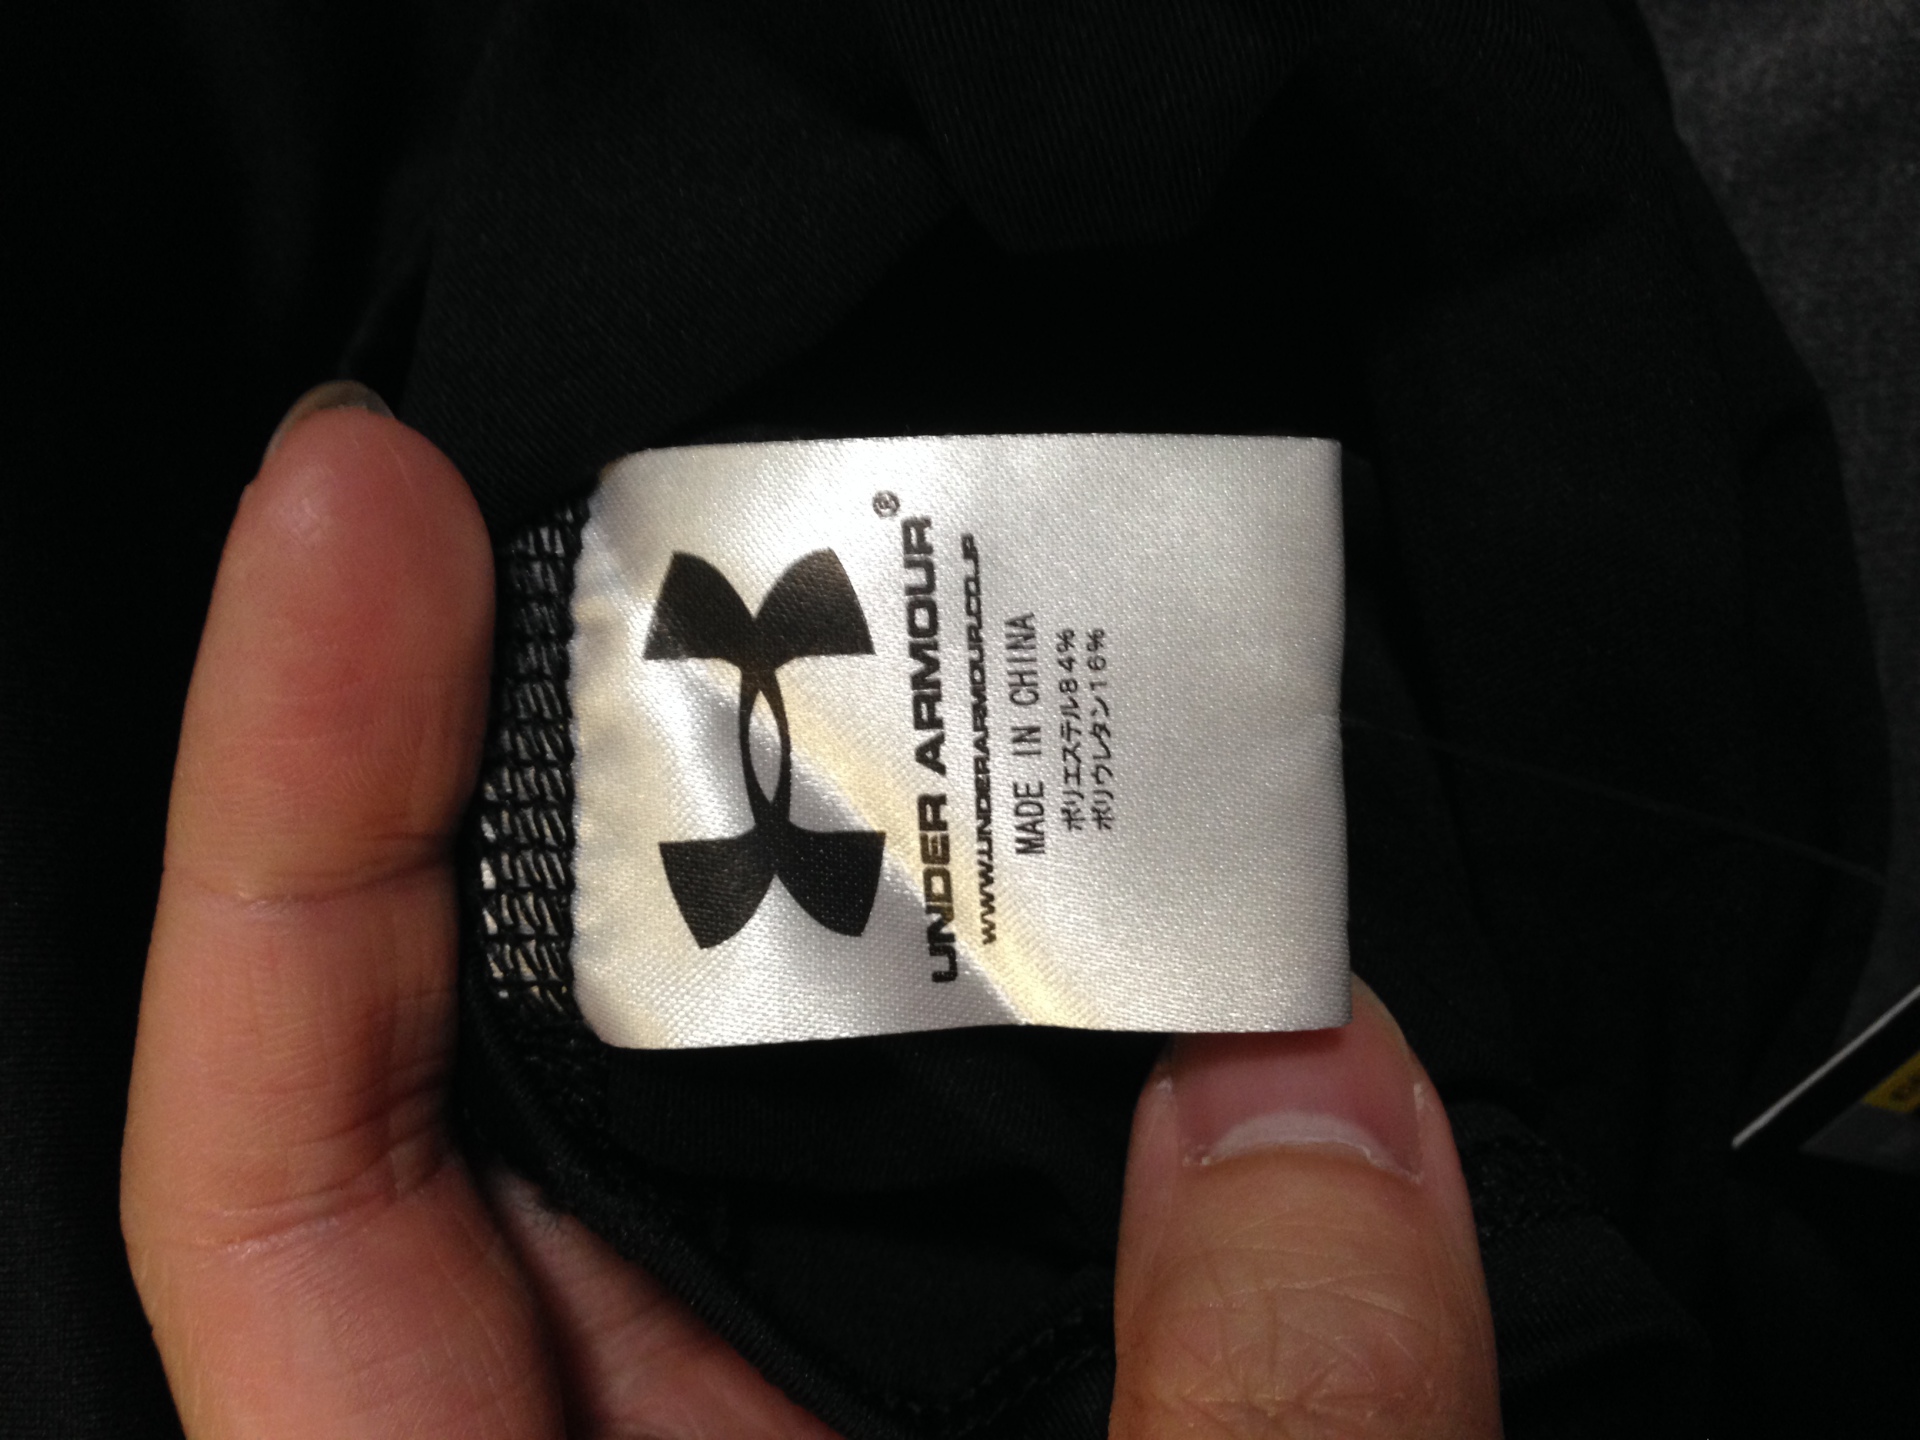 UNDER ARMOUR®
WWW.UNDERARMOUR.CO.JP
MADE IN CHINA
ポリエステル84%
ポリウレタン16%